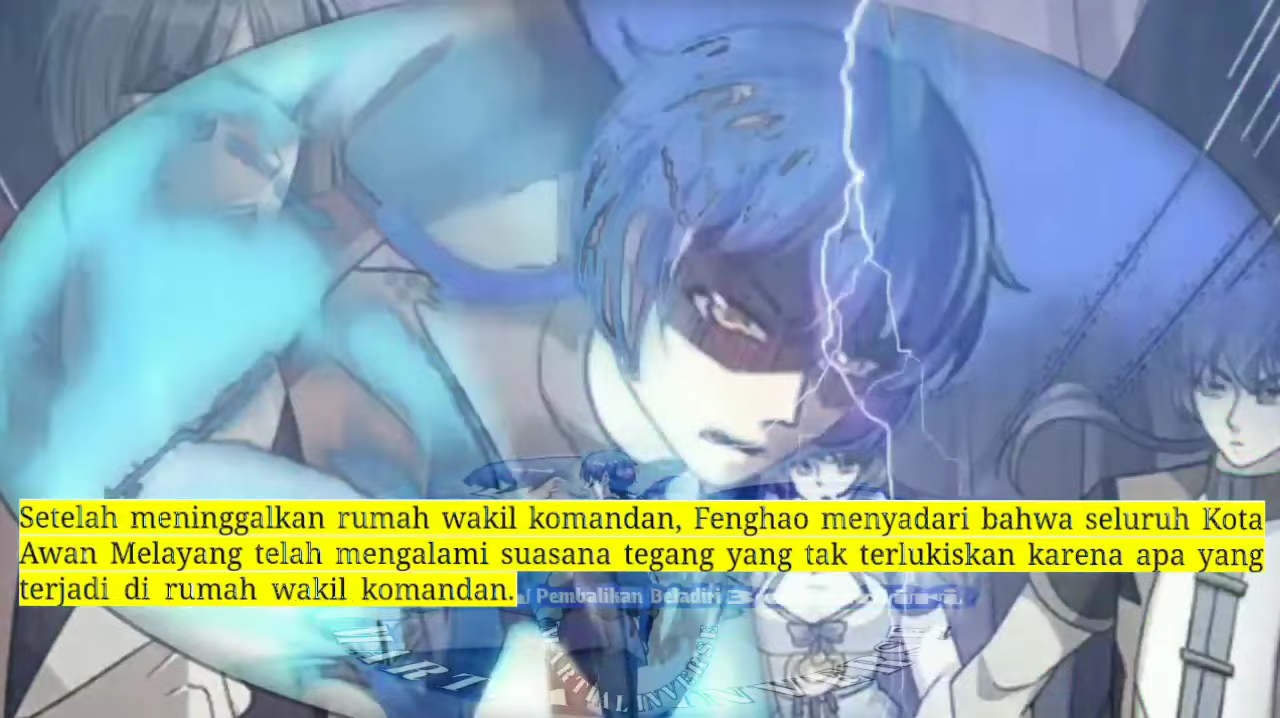 Setelah meninggalkan rumah wakil komandan, Fenghao menyadari bahwa seluruh Kota
Awan Melayang telah mengalami suasana tegang yang tak terlukiskan karena apa yang
terjadi di rumah wakil komandan.
Pembalikan Beladiri
MARTIAL INVERSE